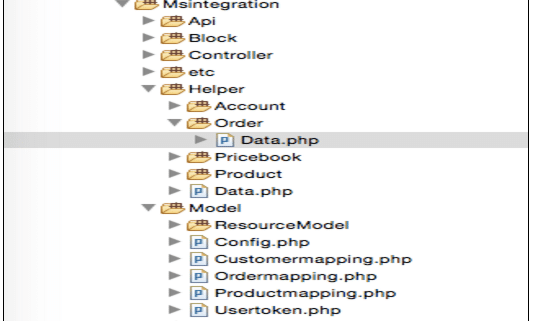 Msintegration
Api
Block
Controller
etc
Helper
Account
Order
Data.php
Pricebook
Product
Data.php
Model
ResourceModel
Config.php
Customermapping.php
Ordermapping.php
Productmapping.php
Usertoken.php